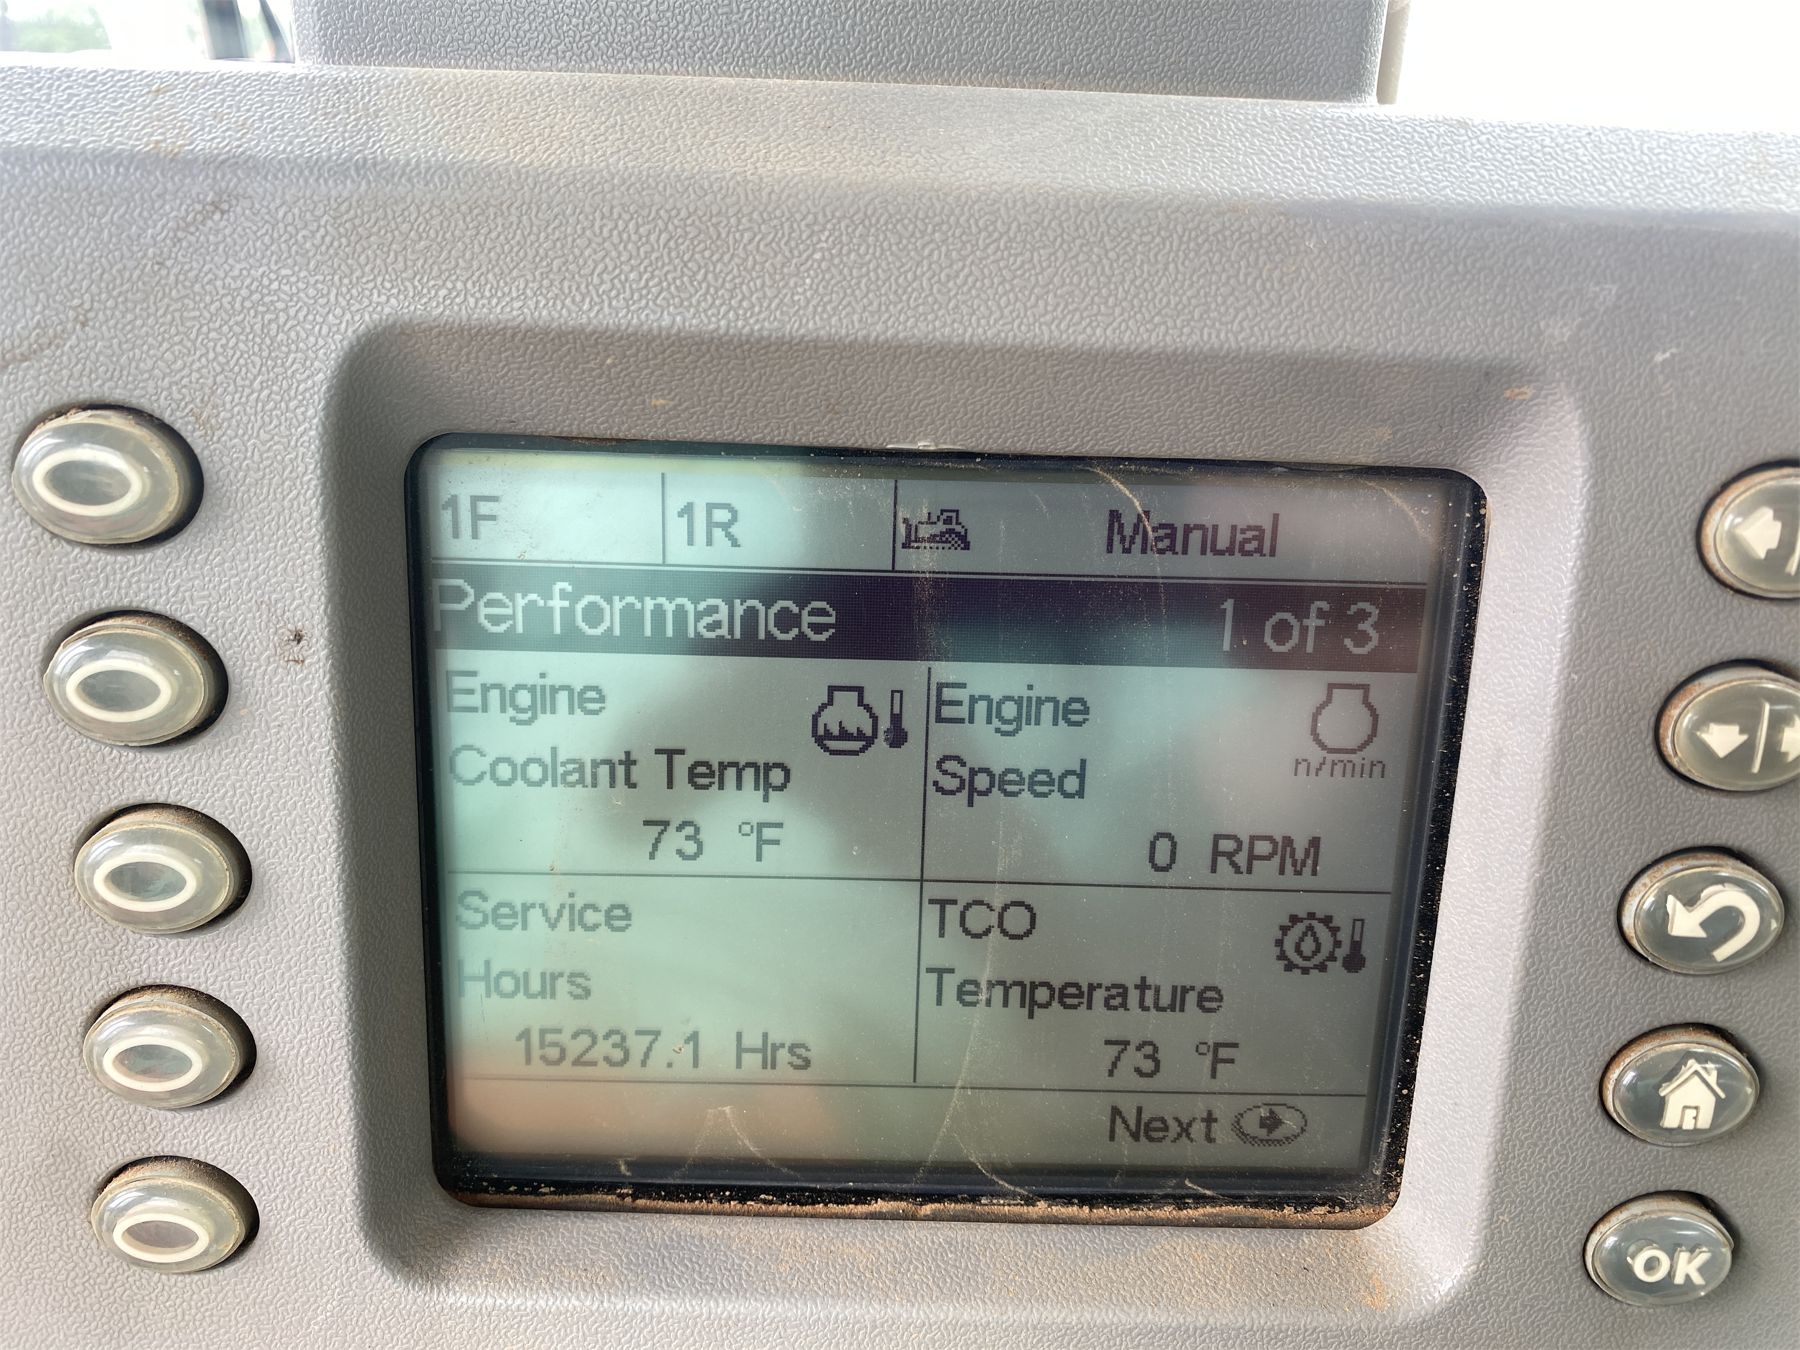 1F 1R Manual
Performance 1 of 3
Engine
Coolant Temp
73 °F
Engine
Speed
n/min
0 RPM
Service
Hours
15237.1 Hrs
TCO
Temperature
73 °F
Next
OK